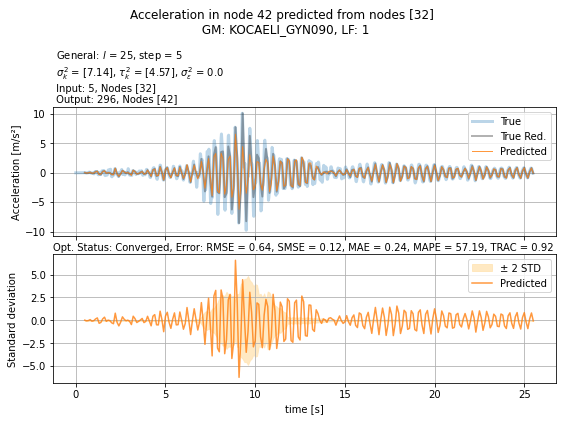 Acceleration in node 42 predicted from nodes [32]
GM: KOCAELI_GYN090, LF: 1
General: l = 25, step = 5
σ²ₖ = [7.14], τ²ₖ = [4.57], σ²ε = 0.0
Input: 5, Nodes [32]
Output: 296, Nodes [42]
Acceleration [m/s²]
10
5
0
−5
−10
True
True Red.
Predicted
Opt. Status: Converged, Error: RMSE = 0.64, SMSE = 0.12, MAE = 0.24, MAPE = 57.19, TRAC = 0.92
Standard deviation
5.0
2.5
0.0
−2.5
−5.0
± 2 STD
Predicted
0 5 10 15 20 25
time [s]